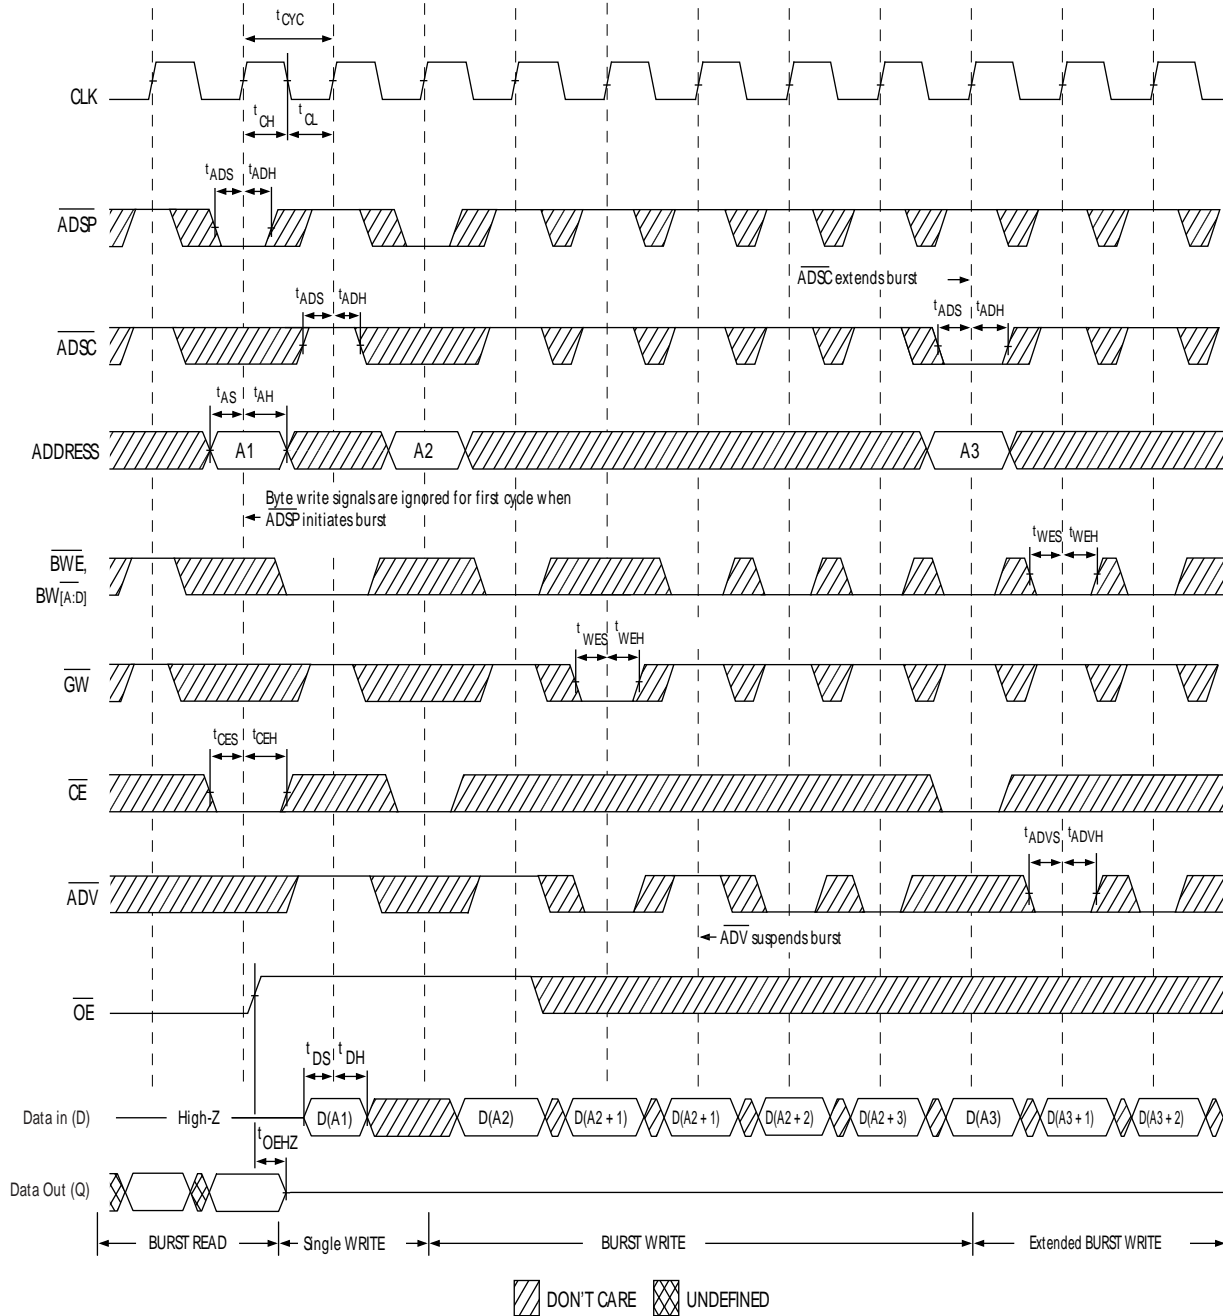 tCYC
CLK
tCH
tCL
tADS
tADH
ADSP
ADSC extends burst
tADS
tADH
tADS
tADH
ADSC
tAS
tAH
ADDRESS
A1
A2
A3
Byte write signals are ignored for first cycle when
ADSP initiates burst
tWES
tWEH
BWE,
BW[A:D]
tWES
tWEH
GW
tCES
tCEH
CE
tADVS
tADVH
ADV
ADV suspends burst
OE
tDS
tDH
Data in (D)
High-Z
D(A1)
D(A2)
D(A2 + 1)
D(A2 + 1)
D(A2 + 2)
D(A2 + 3)
D(A3)
D(A3 + 1)
D(A3 + 2)
tOEHZ
Data Out (Q)
BURST READ
Single WRITE
BURST WRITE
Extended BURST WRITE
DON'T CARE
UNDEFINED